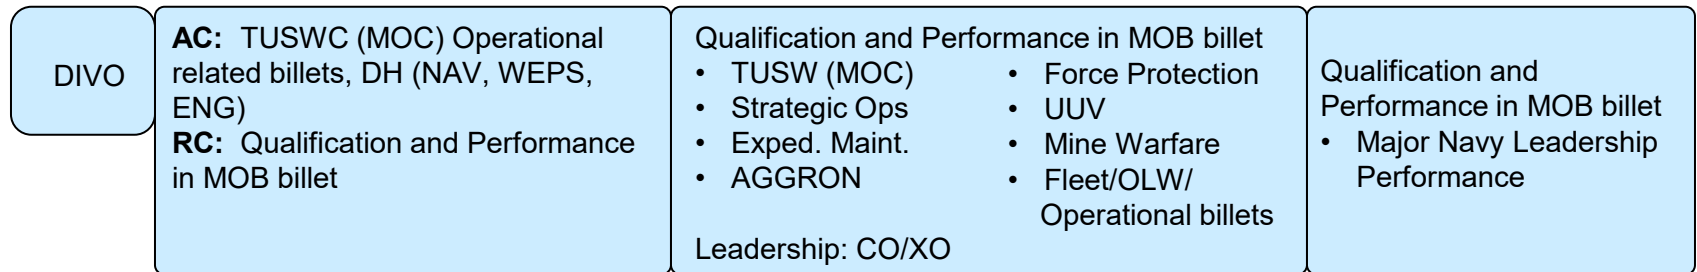 DIVO
AC: TUSWC (MOC) Operational
related billets, DH (NAV, WEPS,
ENG)
RC: Qualification and Performance
in MOB billet
Qualification and Performance in MOB billet
• TUSW (MOC)
• Strategic Ops
• Exped. Maint.
• AGGRON
• Force Protection
• UUV
• Mine Warfare
• Fleet/OLW/
Operational billets
Leadership: CO/XO
Qualification and
Performance in MOB billet
• Major Navy Leadership
Performance